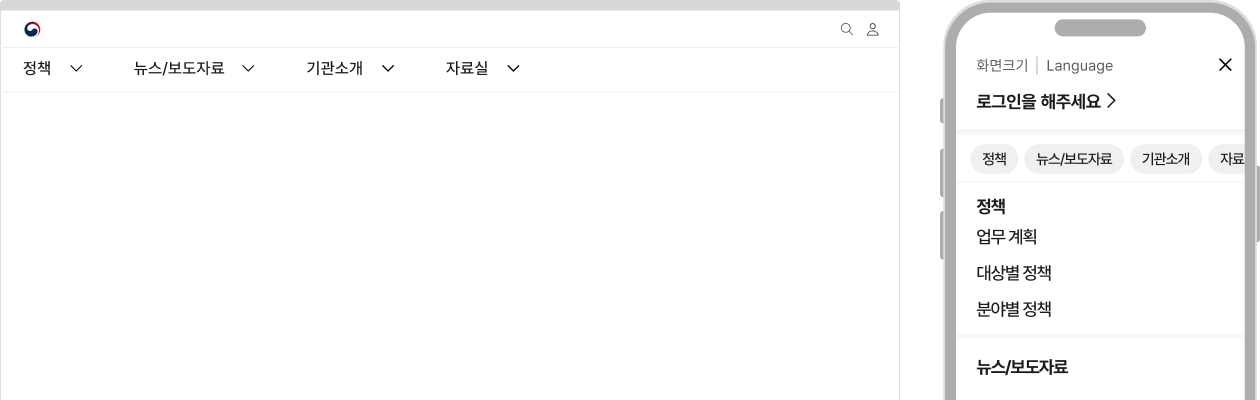 정책 뉴스/보도자료 기관소개 자료실
화면크기 Language
로그인을 해주세요
정책 뉴스/보도자료 기관소개 자료
정책
업무 계획
대상별 정책
분야별 정책
뉴스/보도자료